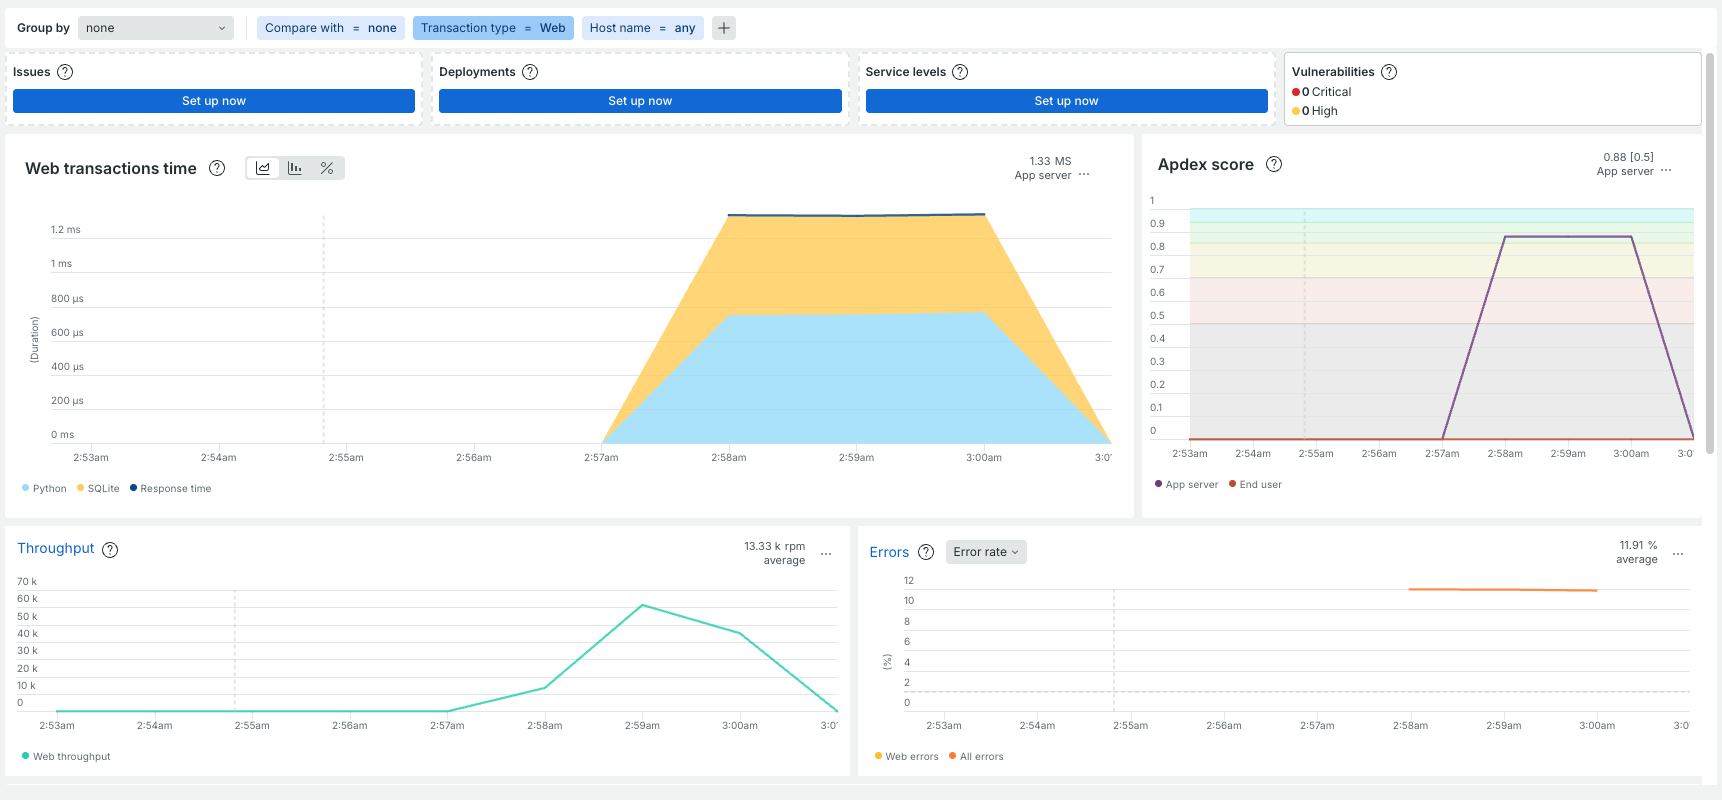 Group by none Compare with = none Transaction type = Web Host name = any
Issues
Set up now
Deployments
Set up now
Service levels
Set up now
Vulnerabilities
0 Critical
0 High
Web transactions time
1.33 MS
App server
(Duration)
1.2 ms
1 ms
800 µs
600 µs
400 µs
200 µs
0 ms
2:53am 2:54am 2:55am 2:56am 2:57am 2:58am 2:59am 3:00am 3:0
Python SQLite Response time
Apdex score
0.88 [0.5]
App server
1
0.9
0.8
0.7
0.6
0.5
0.4
0.3
0.2
0.1
0
2:53am 2:54am 2:55am 2:56am 2:57am 2:58am 2:59am 3:00am 3:0
App server End user
Throughput
13.33 k rpm
average
70 k
60 k
50 k
40 k
30 k
20 k
10 k
0
2:53am 2:54am 2:55am 2:56am 2:57am 2:58am 2:59am 3:00am 3:0
Web throughput
Errors Error rate
11.91 %
average
(%)
12
10
8
6
4
2
0
2:53am 2:54am 2:55am 2:56am 2:57am 2:58am 2:59am 3:00am 3:0
Web errors All errors